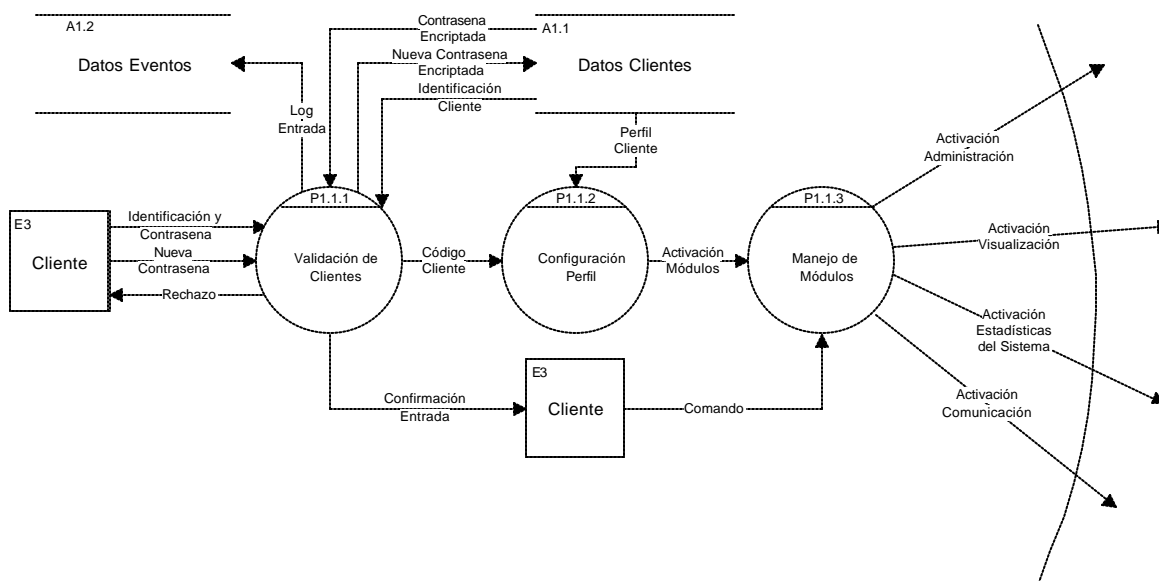 A1.2
Datos Eventos
Contrasena
Encriptada
Nueva Contrasena
Encriptada
Identificación
Cliente
A1.1
Datos Clientes
Log
Entrada
Perfil
Cliente
Activación
Administración
E3
Cliente
Identificación y
Contrasena
Nueva
Contrasena
Rechazo
P1.1.1
Validación de
Clientes
Código
Cliente
P1.1.2
Configuración
Perfil
Activación
Módulos
P1.1.3
Manejo de
Módulos
Activación
Visualización
Activación
Estadísticas
del Sistema
Activación
Comunicación
Confirmación
Entrada
E3
Cliente
Comando